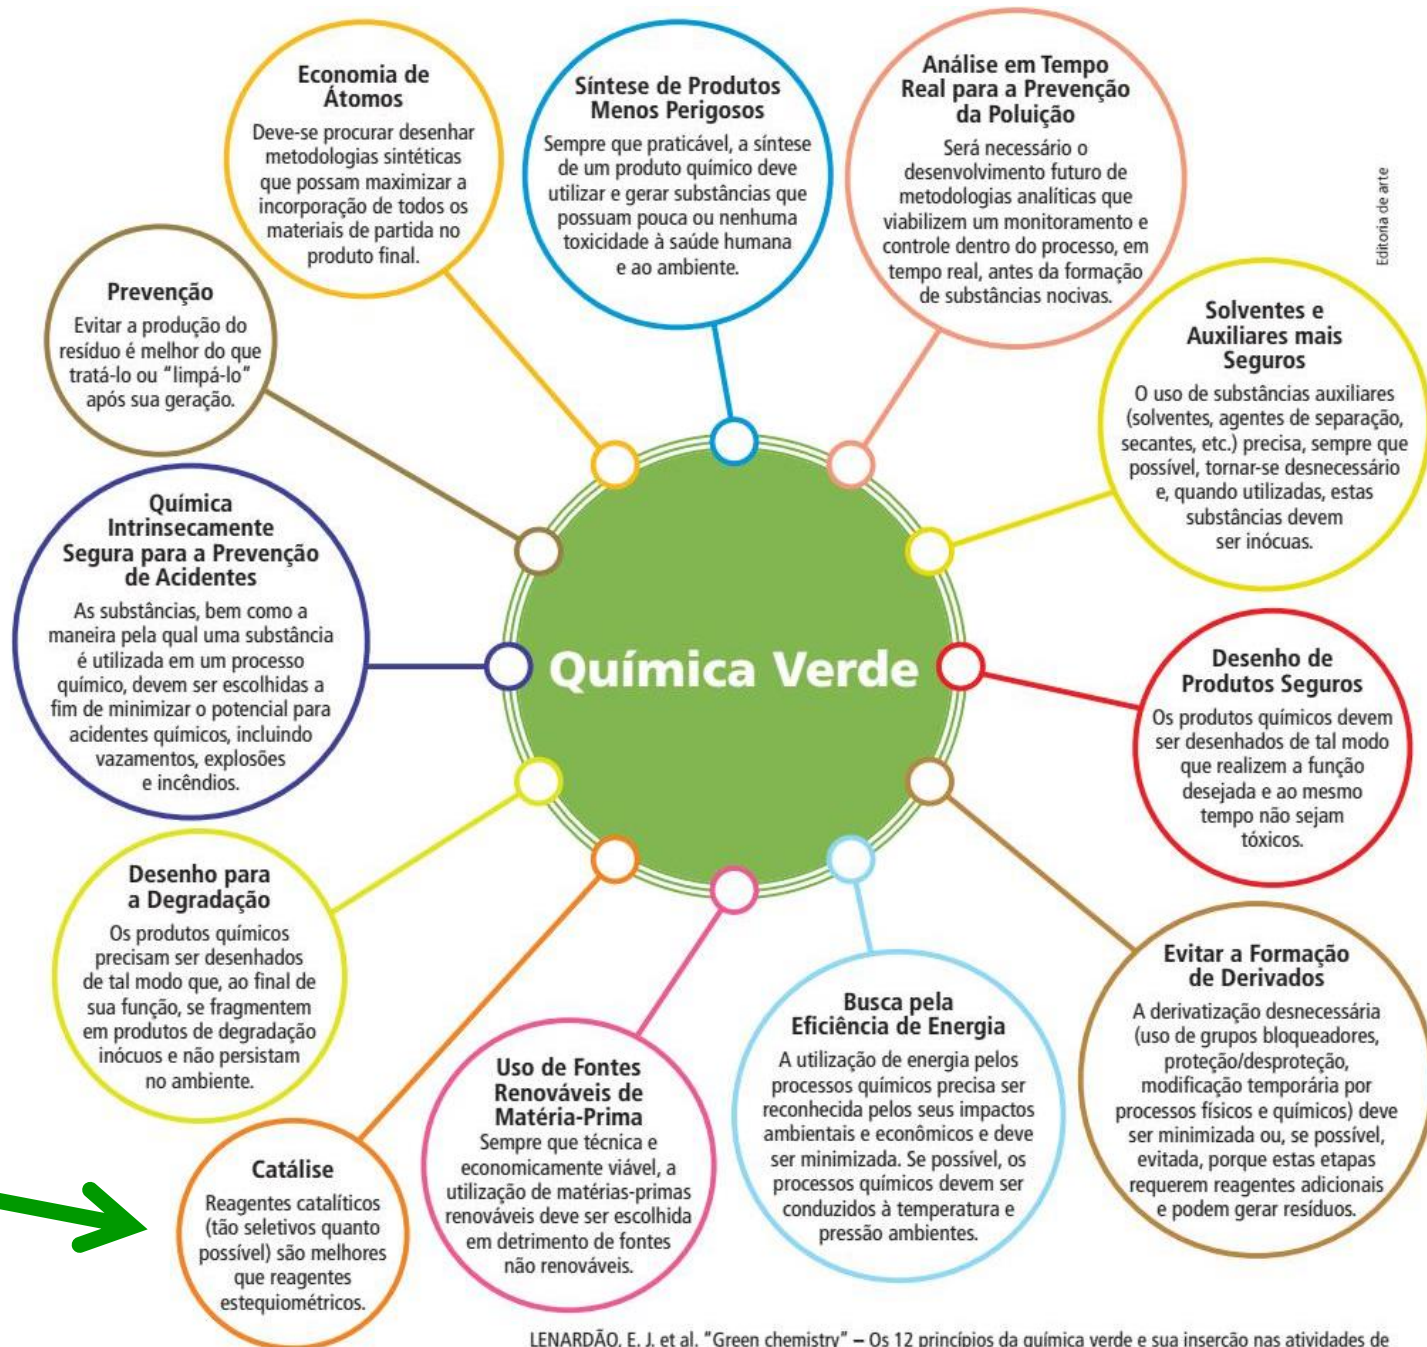 Economia de
Átomos
Deve-se procurar desenhar
metodologias sintéticas
que possam maximizar a
incorporação de todos os
materiais de partida no
produto final.
Síntese de Produtos
Menos Perigosos
Sempre que praticável, a síntese
de um produto químico deve
utilizar e gerar substâncias que
possuam pouca ou nenhuma
toxicidade à saúde humana
e ao ambiente.
Análise em Tempo
Real para a Prevenção
da Poluição
Será necessário o
desenvolvimento futuro de
metodologias analíticas que
viabilizem um monitoramento e
controle dentro do processo, em
tempo real, antes da formação
de substâncias nocivas.
Editoria de arte
Prevenção
Evitar a produção do
resíduo é melhor do que
tratá-lo ou "limpá-lo"
após sua geração.
Solventes e
Auxiliares mais
Seguros
O uso de substâncias auxiliares
(solventes, agentes de separação,
secantes, etc.) precisa, sempre que
possível, tornar-se desnecessário
e, quando utilizadas, estas
substâncias devem
ser inócuas.
Química
Intrinsecamente
Segura para a Prevenção
de Acidentes
As substâncias, bem como a
maneira pela qual uma substância
é utilizada em um processo
químico, devem ser escolhidas a
fim de minimizar o potencial para
acidentes químicos, incluindo
vazamentos, explosões
e incêndios.
Química Verde
Desenho de
Produtos Seguros
Os produtos químicos devem
ser desenhados de tal modo
que realizem a função
desejada e ao mesmo
tempo não sejam
tóxicos.
Desenho para
a Degradação
Os produtos químicos
precisam ser desenhados
de tal modo que, ao final de
sua função, se fragmentem
em produtos de degradação
inócuos e não persistam
no ambiente.
Evitar a Formação
de Derivados
A derivatização desnecessária
(uso de grupos bloqueadores,
proteção/desproteção,
modificação temporária por
processos físicos e químicos) deve
ser minimizada ou, se possível,
evitada, porque estas etapas
requerem reagentes adicionais
e podem gerar resíduos.
Busca pela
Eficiência de Energia
A utilização de energia pelos
processos químicos precisa ser
reconhecida pelos seus impactos
ambientais e econômicos e deve
ser minimizada. Se possível, os
processos químicos devem ser
conduzidos à temperatura e
pressão ambientes.
Uso de Fontes
Renováveis de
Matéria-Prima
Sempre que técnica e
economicamente viável, a
utilização de matérias-primas
renováveis deve ser escolhida
em detrimento de fontes
não renováveis.
Catálise
Reagentes catalíticos
(tão seletivos quanto
possível) são melhores
que reagentes
estequiométricos.
LENARDÃO, E. J. et al. "Green chemistry" – Os 12 princípios da química verde e sua inserção nas atividades de